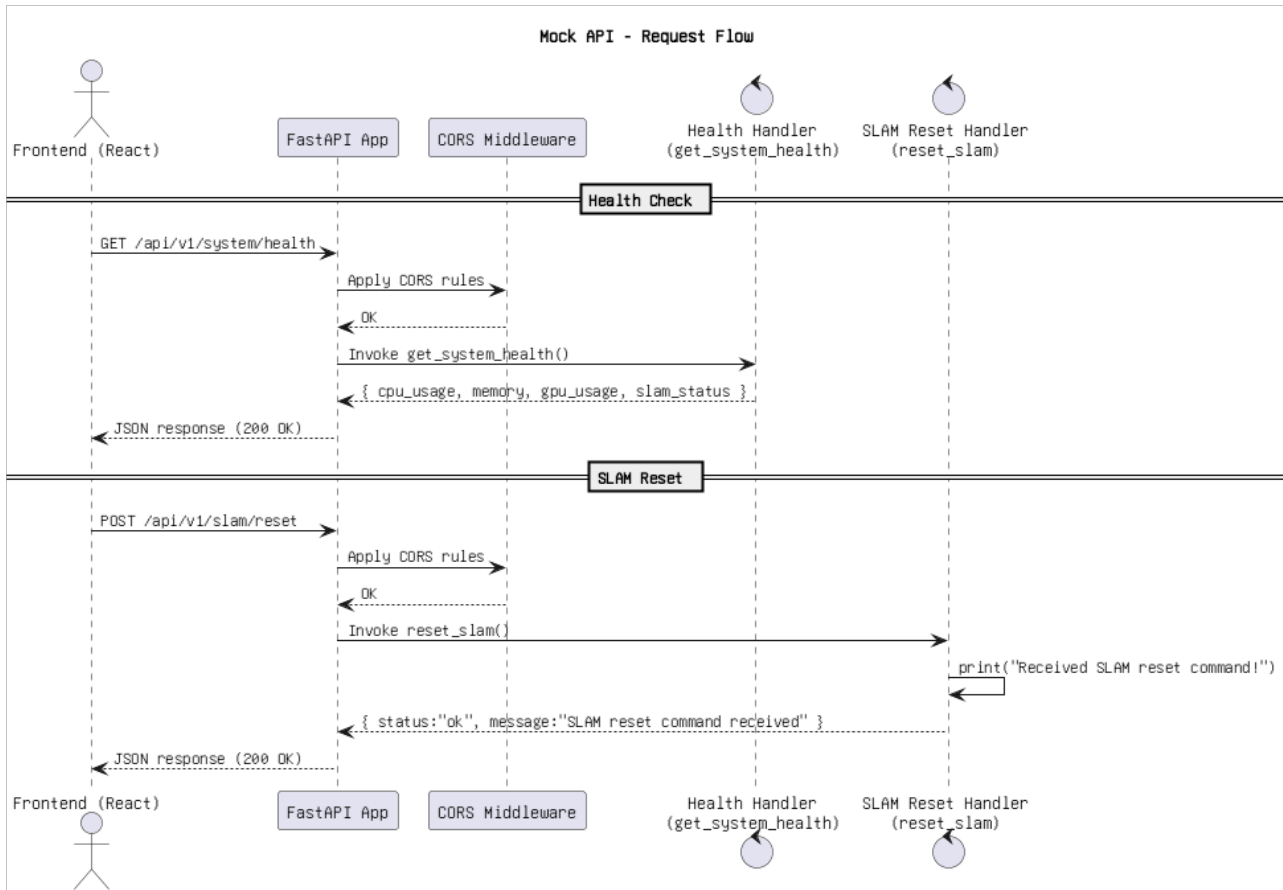 Mock API - Request Flow
Frontend (React)
FastAPI App
CORS Middleware
Health Handler
(get_system_health)
SLAM Reset Handler
(reset_slam)
Health Check
GET /api/v1/system/health
Apply CORS rules
OK
Invoke get_system_health()
{ cpu_usage, memory, gpu_usage, slam_status }
JSON response (200 OK)
SLAM Reset
POST /api/v1/slam/reset
Apply CORS rules
OK
Invoke reset_slam()
print("Received SLAM reset command!")
{ status:"ok", message:"SLAM reset command received" }
JSON response (200 OK)
Frontend (React)
FastAPI App
CORS Middleware
Health Handler
(get_system_health)
SLAM Reset Handler
(reset_slam)